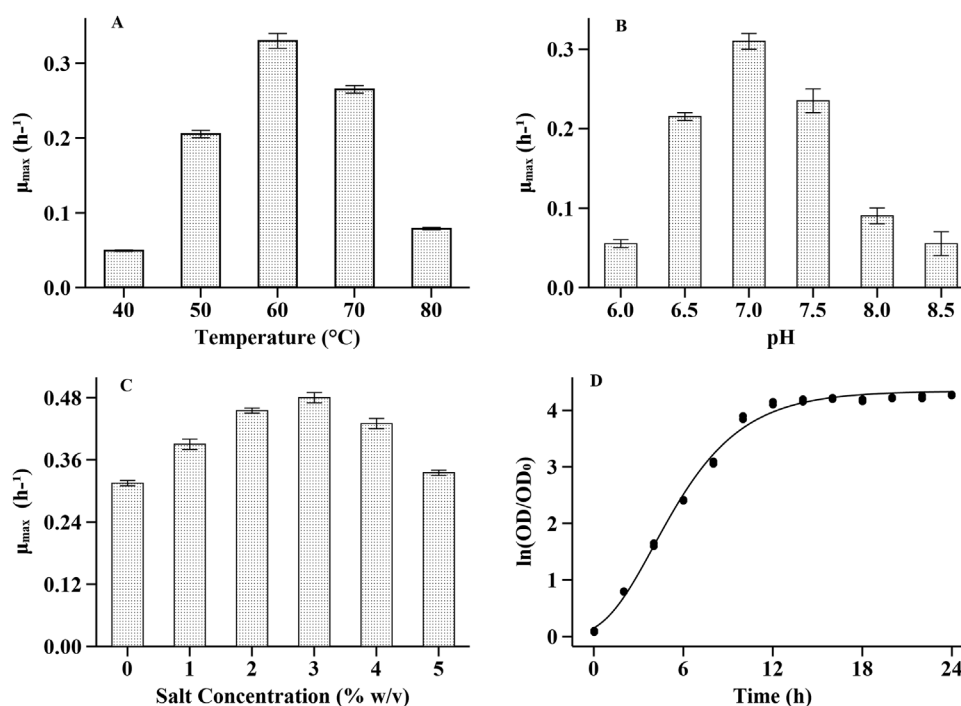 A
μmax (h-¹)
0.3
0.2
0.1
0.0
40 50 60 70 80
Temperature (°C)
B
μmax (h-¹)
0.3
0.2
0.1
0.0
6.0 6.5 7.0 7.5 8.0 8.5
pH
C
μmax (h-¹)
0.48
0.36
0.24
0.12
0.00
0 1 2 3 4 5
Salt Concentration (% w/v)
D
ln(OD/OD₀)
4
3
2
1
0
0 6 12 18 24
Time (h)